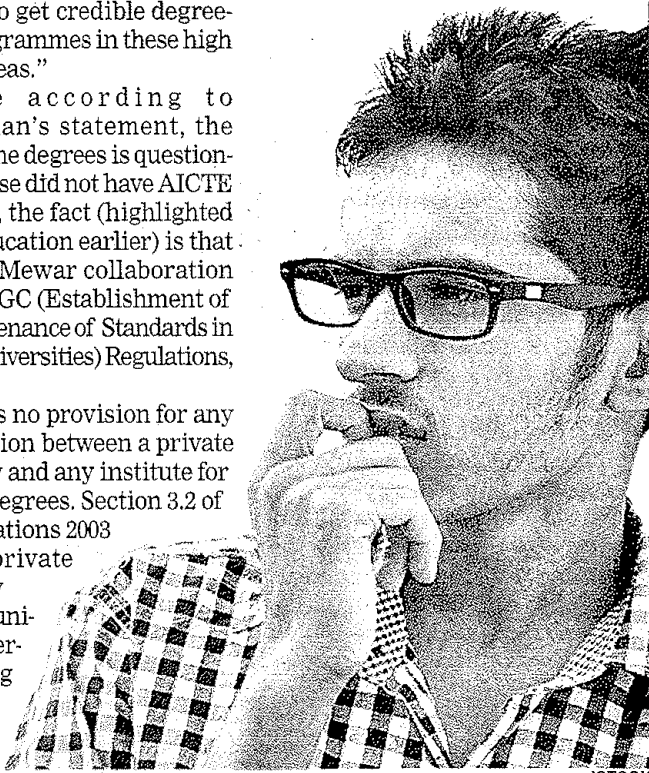 o get credible degree-
grammes in these high
eas."
e according to
an's statement, the
ne degrees is question-
se did not have AICTE
, the fact (highlighted
ucation earlier) is that
Mewar collaboration
GC (Establishment of
enance of Standards in
iversities) Regulations,
s no provision for any
tion between a private
y and any institute for
egrees. Section 3.2 of
ations 2003
private
y
uni-
er-
g